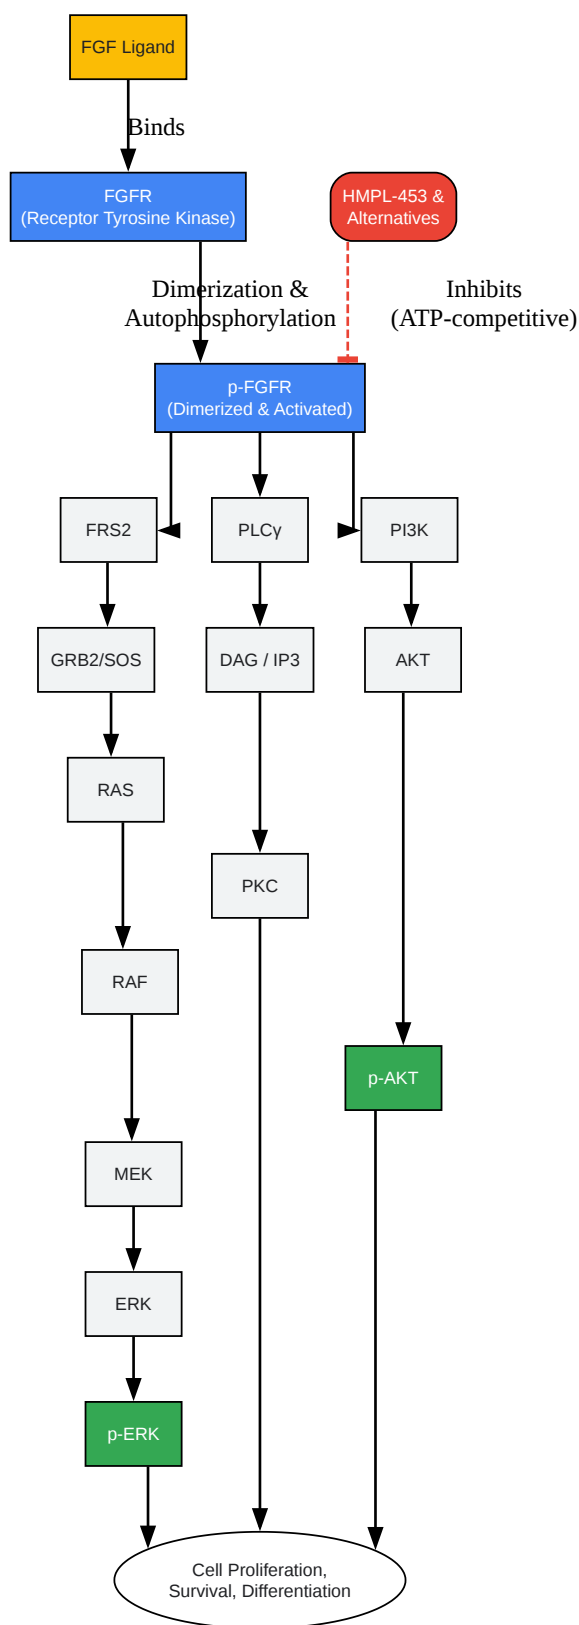 FGF Ligand
Binds
FGFR
(Receptor Tyrosine Kinase)
HMPL-453 &
Alternatives
Dimerization &
Autophosphorylation
Inhibits
(ATP-competitive)
p-FGFR
(Dimerized & Activated)
FRS2
PLCγ
PI3K
GRB2/SOS
DAG / IP3
AKT
RAS
PKC
RAF
p-AKT
MEK
ERK
p-ERK
Cell Proliferation,
Survival, Differentiation